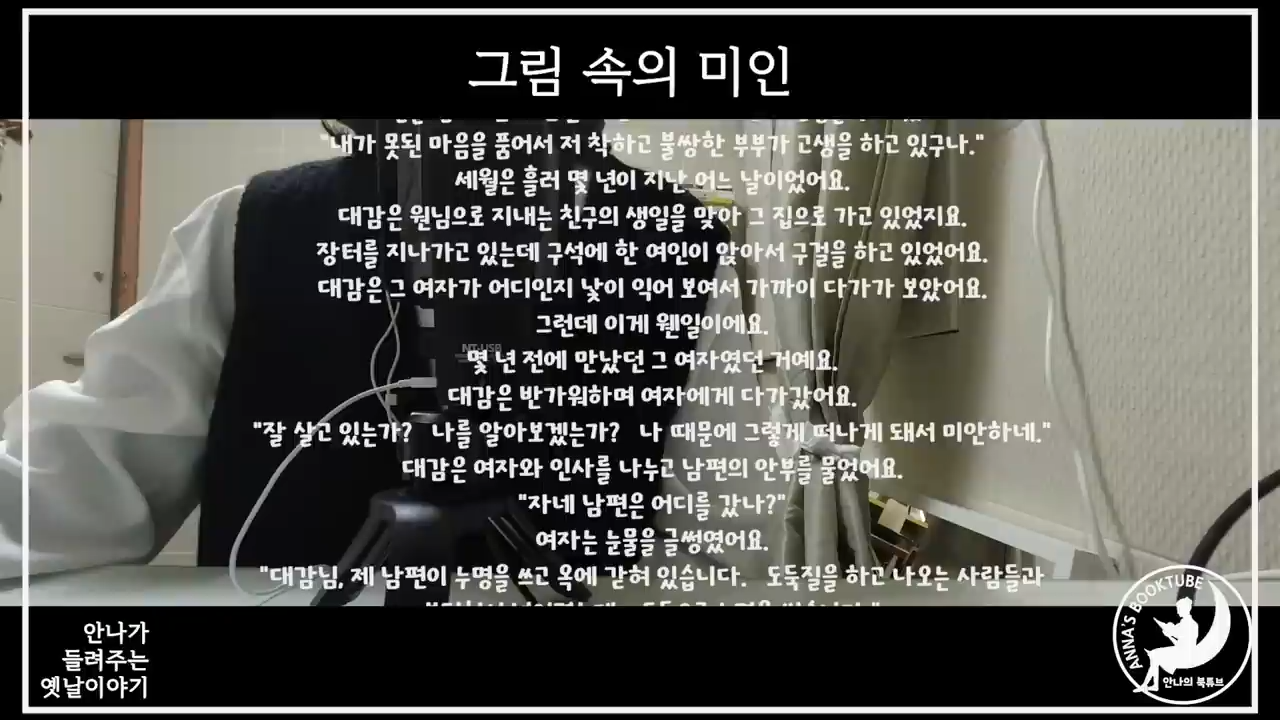 그림 속의 미인
"내가 못된 마음을 품어서 저 착하고 불쌍한 부부가 고생을 하고 있구나."
세월은 흘러 몇 년이 지난 어느 날이었어요.
대감은 원님으로 지내는 친구의 생일을 맞아 그 집으로 가고 있었지요.
장터를 지나가고 있는데 구석에 한 여인이 앉아서 구걸을 하고 있었어요.
대감은 그 여자가 어디인지 낯이 익어 보여서 가까이 다가가 보았어요.
그런데 이게 웬일이에요.
몇 년 전에 만났던 그 여자였던 거예요.
대감은 반가워하며 여자에게 다가갔어요.
"잘 살고 있는가? 나를 알아보겠는가? 나 때문에 그렇게 떠나게 돼서 미안하네."
대감은 여자와 인사를 나누고 남편의 안부를 물었어요.
"자네 남편은 어디를 갔나?"
여자는 눈물을 글썽였어요.
"대감님, 제 남편이 누명을 쓰고 옥에 갇혀 있습니다. 도둑질을 하고 나오는 사람들과
NT-USB
안나가
들려주는
옛날이야기
ANNA'S BOOKTUBE
안나의 북튜브